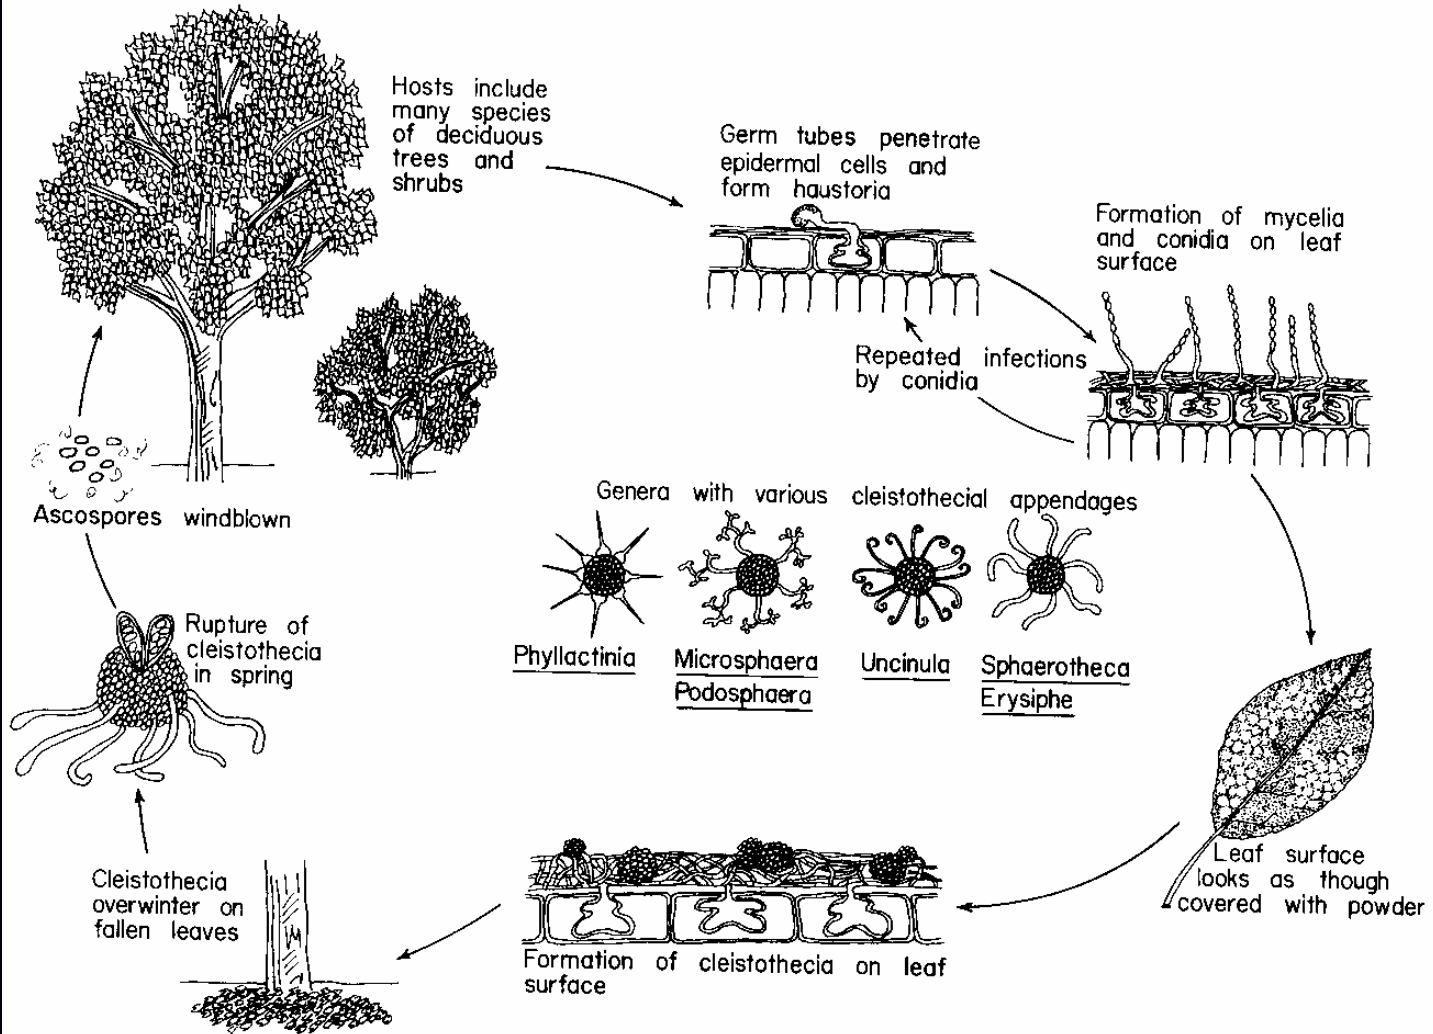 Hosts include
many species
of deciduous
trees and
shrubs
Germ tubes penetrate
epidermal cells and
form haustoria
Formation of mycelia
and conidia on leaf
surface
Repeated infections
by conidia
Ascospores windblown
Genera with various cleistothecial appendages
Phyllactinia
Microsphaera
Podosphaera
Uncinula
Sphaerotheca
Erysiphe
Rupture of
cleistothecia
in spring
Leaf surface
looks as though
covered with powder
Cleistothecia
overwinter on
fallen leaves
Formation of cleistothecia on leaf
surface